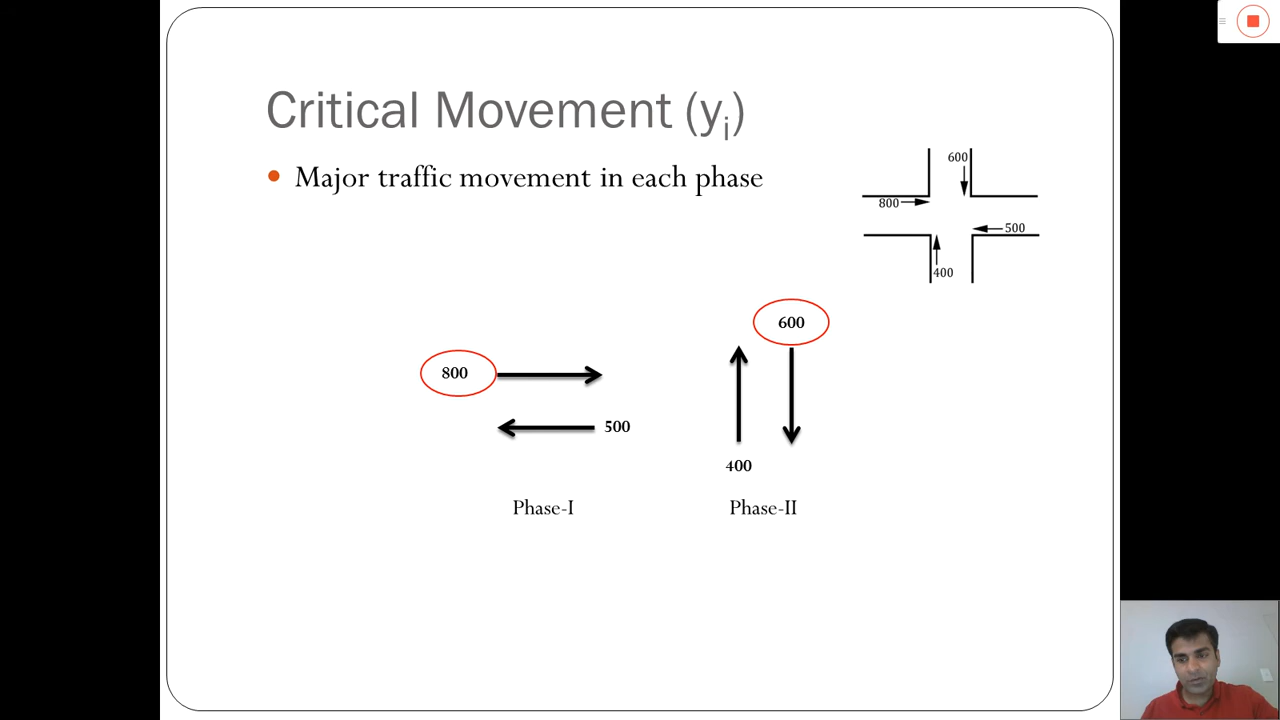 Critical Movement (yi)
Major traffic movement in each phase
600
800
500
400
600
800
500
400
Phase-I
Phase-II